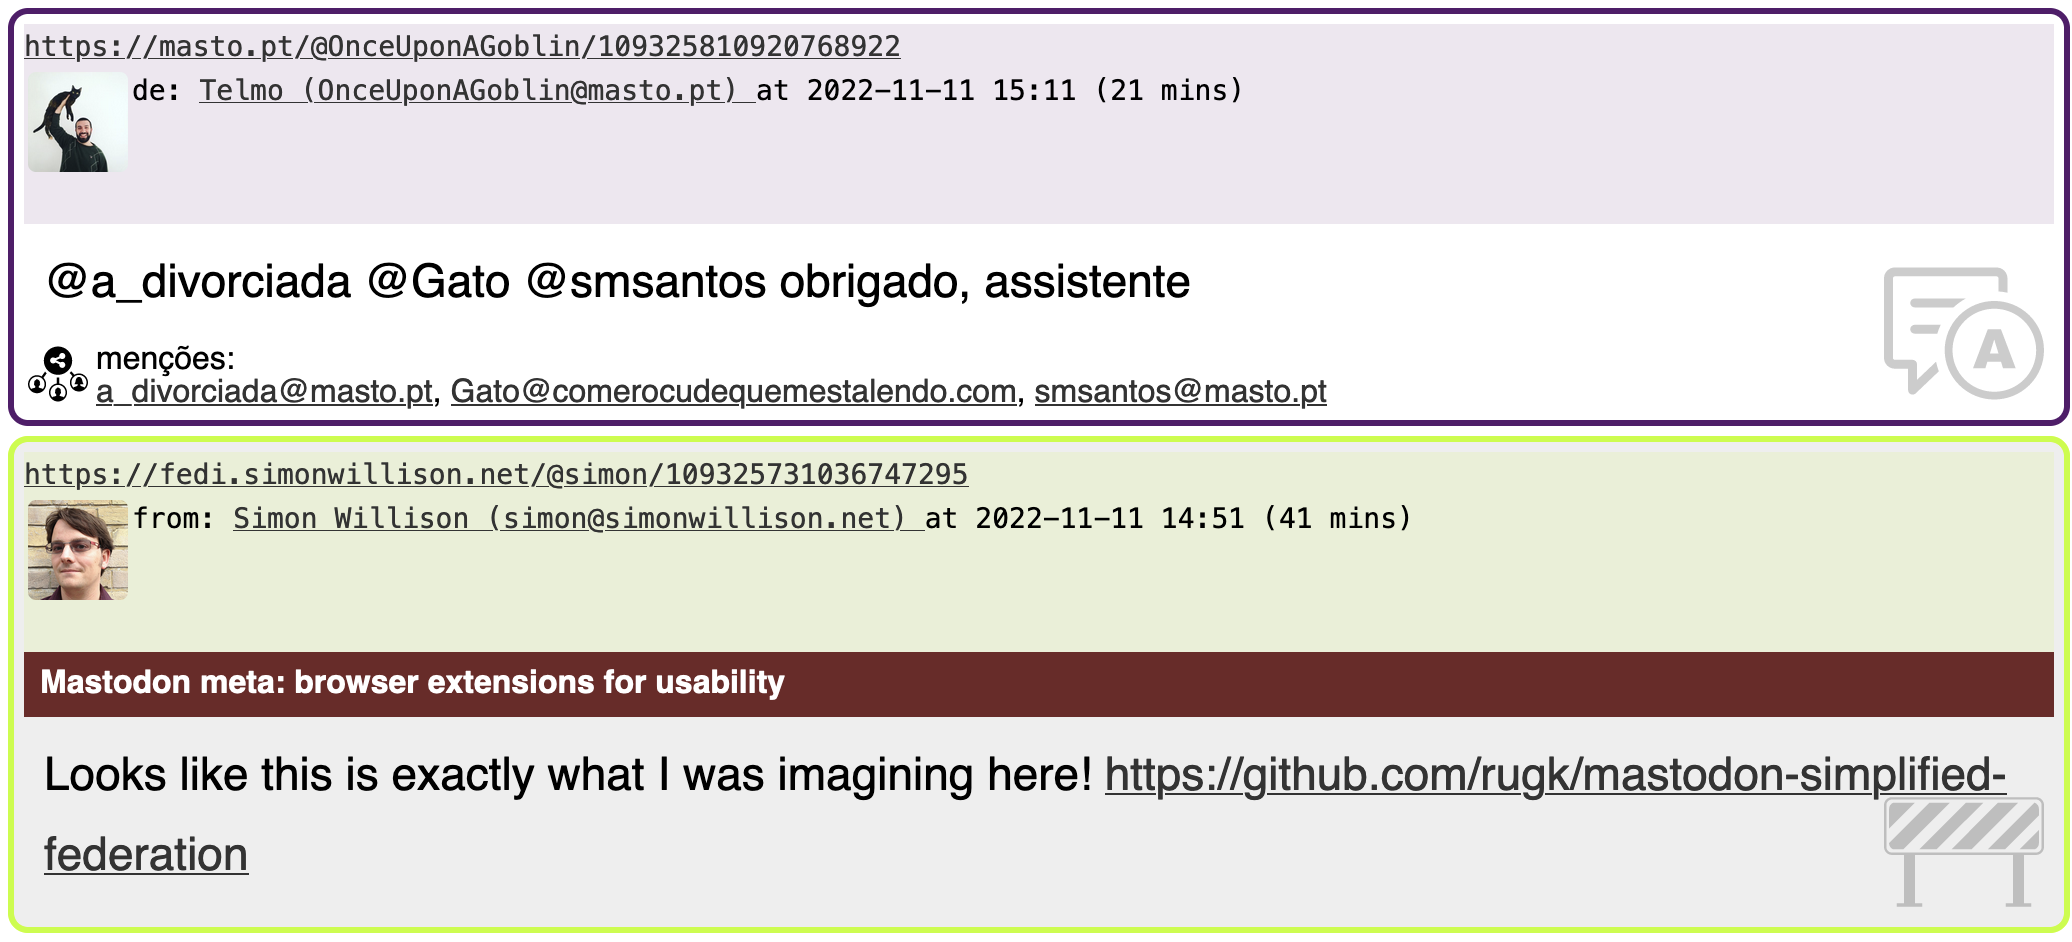 https://masto.pt/@OnceUponAGoblin/109325810920768922
de: Telmo (OnceUponAGoblin@masto.pt) at 2022-11-11 15:11 (21 mins)
@a_divorciada @Gato @smsantos obrigado, assistente
A
menções:
a_divorciada@masto.pt, Gato@comerocudequemestalendo.com, smsantos@masto.pt
https://fedi.simonwillison.net/@simon/109325731036747295
from: Simon Willison (simon@simonwillison.net) at 2022-11-11 14:51 (41 mins)
Mastodon meta: browser extensions for usability
Looks like this is exactly what I was imagining here! https://github.com/rugk/mastodon-simplified-
federation